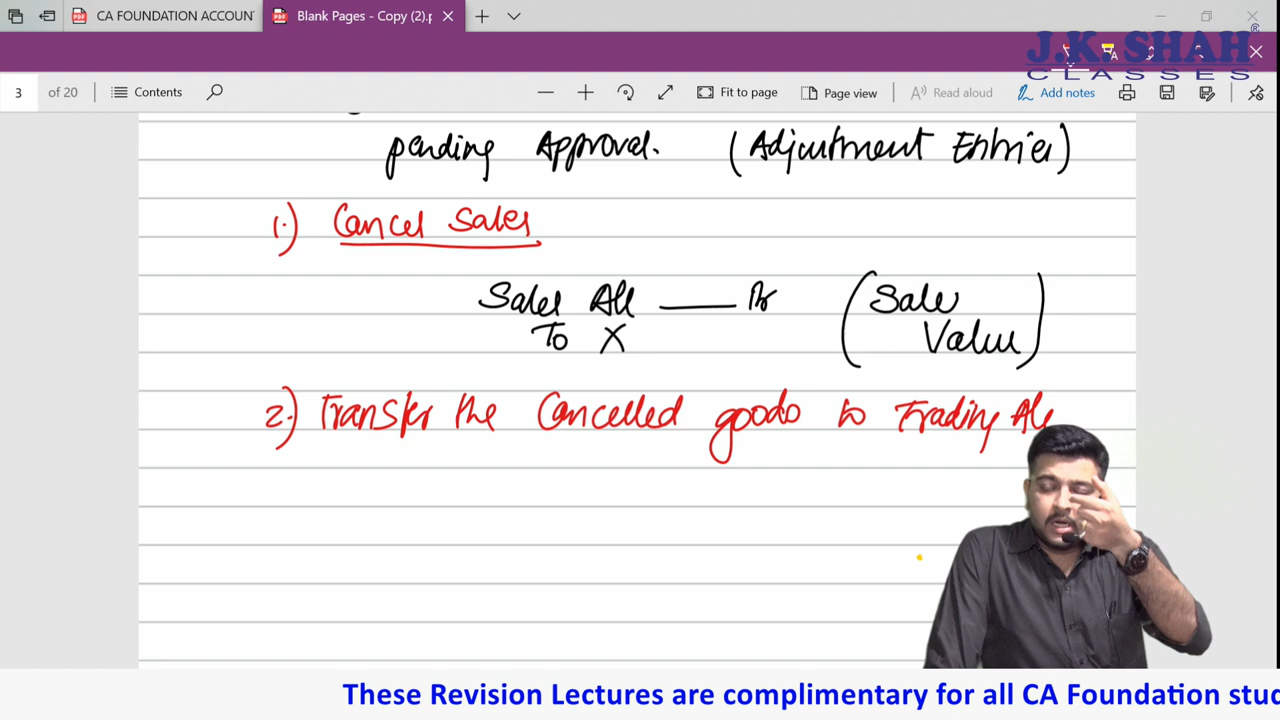 CA FOUNDATION ACCOUNT
Blank Pages - Copy (2).p
J.K. SHAH®
CLASSES
3 of 20 Contents Fit to page Page view Read aloud Add notes
pending Approval. (Adjustment Entries)
1.) Cancel Sales
Sales A/c —— Dr (Sale
To X Value)
2.) Transfer the Cancelled goods to Trading A/c
These Revision Lectures are complimentary for all CA Foundation stud